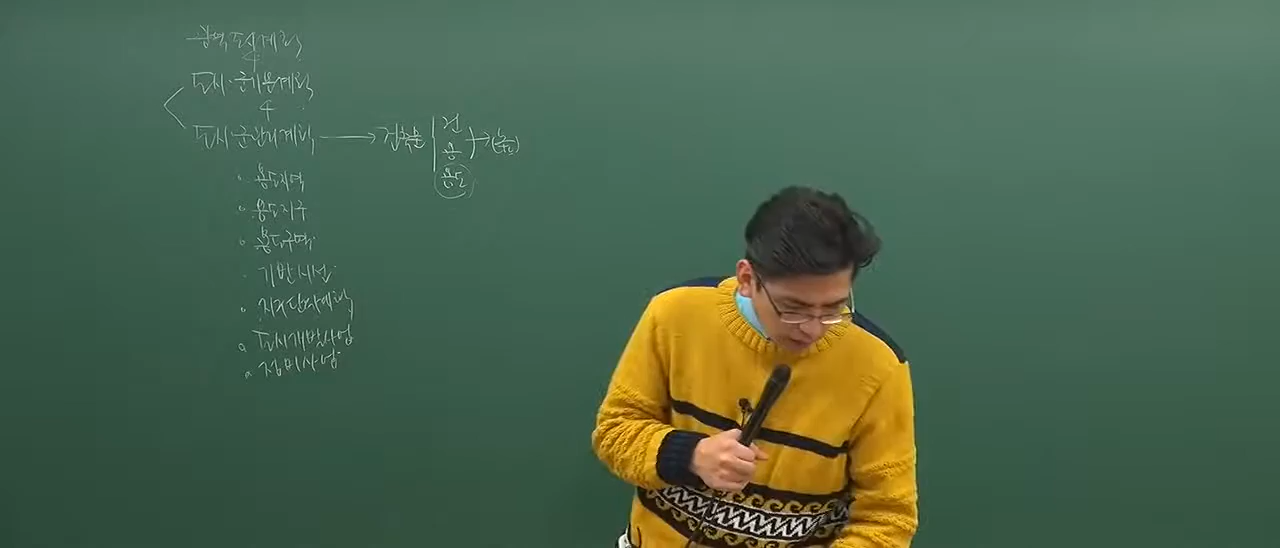 광역도시계획
도시·군기본계획
도시·군관리계획 → 건축물 건
용
용도
· 용도지역
· 용도지구
· 용도구역
· 기반시설
· 지구단위계획
· 도시개발사업
· 정비사업